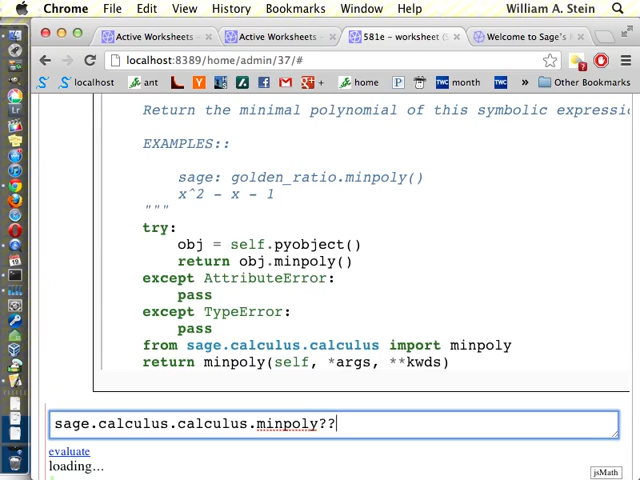 Chrome File Edit View History Bookmarks William A. Stein
Active Worksheets – Active Worksheets – 581e – worksheet (S Welcome to Sage's
localhost:8389/home/admin/37/#
localhost ant home month Other Bookmarks
Return the minimal polynomial of this symbolic expressio
EXAMPLES::
sage: golden_ratio.minpoly()
x^2 - x - 1
"""
try:
obj = self.pyobject()
return obj.minpoly()
except AttributeError:
pass
except TypeError:
pass
from sage.calculus.calculus import minpoly
return minpoly(self, *args, **kwds)
sage.calculus.calculus.minpoly??
evaluate
loading...
jsMath